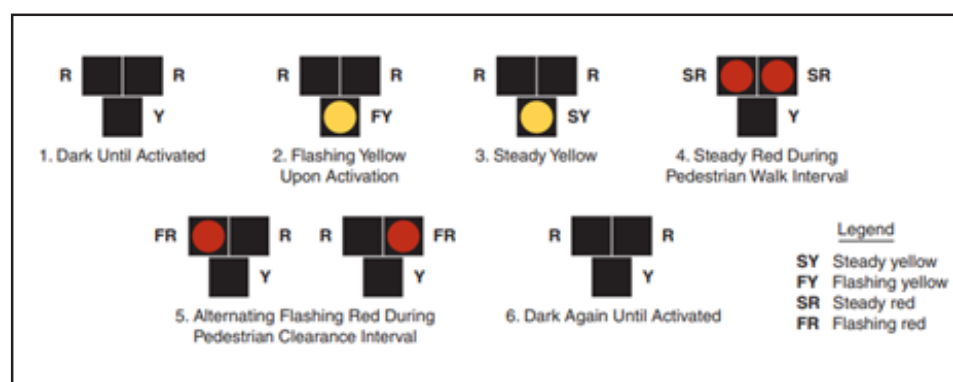 R R Y
R R FY
R R SY
SR SR Y
1. Dark Until Activated
2. Flashing Yellow
Upon Activation
3. Steady Yellow
4. Steady Red During
Pedestrian Walk Interval
FR R Y
R FR Y
R R Y
5. Alternating Flashing Red During
Pedestrian Clearance Interval
6. Dark Again Until Activated
Legend
SY Steady yellow
FY Flashing yellow
SR Steady red
FR Flashing red